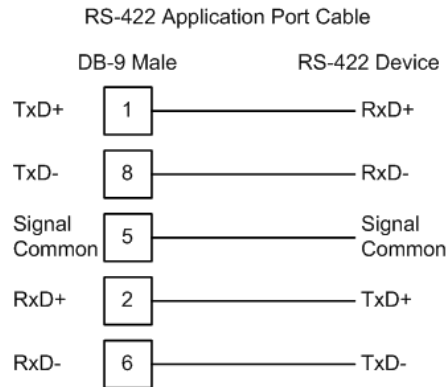 RS-422 Application Port Cable
DB-9 Male RS-422 Device
TxD+ 1 RxD+
TxD- 8 RxD-
Signal Common 5 Signal Common
RxD+ 2 TxD+
RxD- 6 TxD-